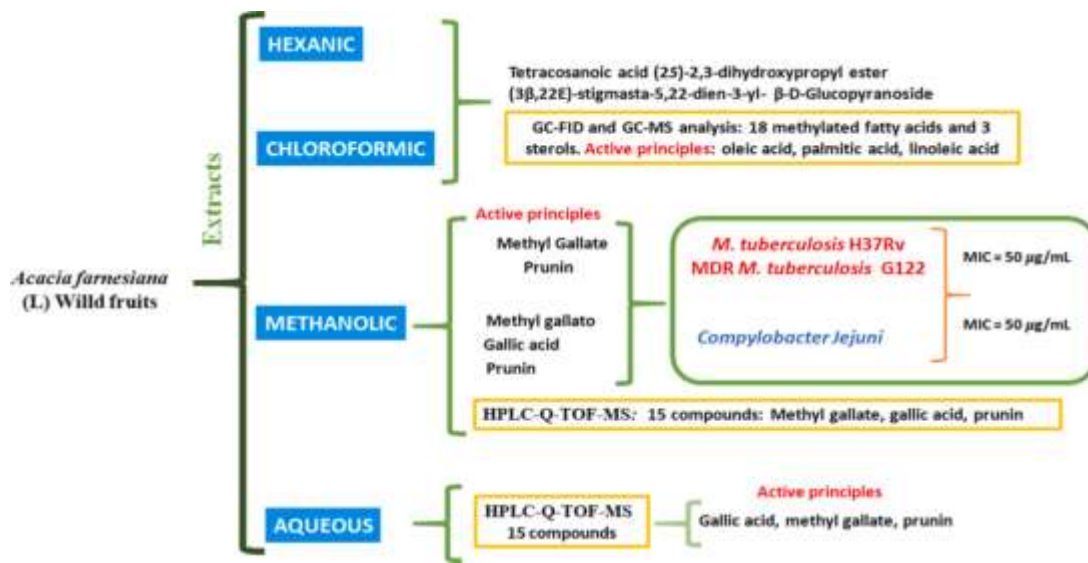 Extracts
Acacia farnesiana
(L) Willd fruits
HEXANIC
CHLOROFORMIC
Tetracosanoic acid (2S)-2,3-dihydroxypropyl ester
(3β,22E)-stigmasta-5,22-dien-3-yl- β-D-Glucopyranoside
GC-FID and GC-MS analysis: 18 methylated fatty acids and 3
sterols. Active principles: oleic acid, palmitic acid, linoleic acid
METHANOLIC
Active principles
Methyl Gallate
Prunin
Methyl gallato
Gallic acid
Prunin
M. tuberculosis H37Rv
MDR M. tuberculosis G122
MIC = 50 µg/mL
Compylobacter Jejuni
MIC = 50 µg/mL
HPLC-Q-TOF-MS: 15 compounds: Methyl gallate, gallic acid, prunin
AQUEOUS
HPLC-Q-TOF-MS
15 compounds
Active principles
Gallic acid, methyl gallate, prunin